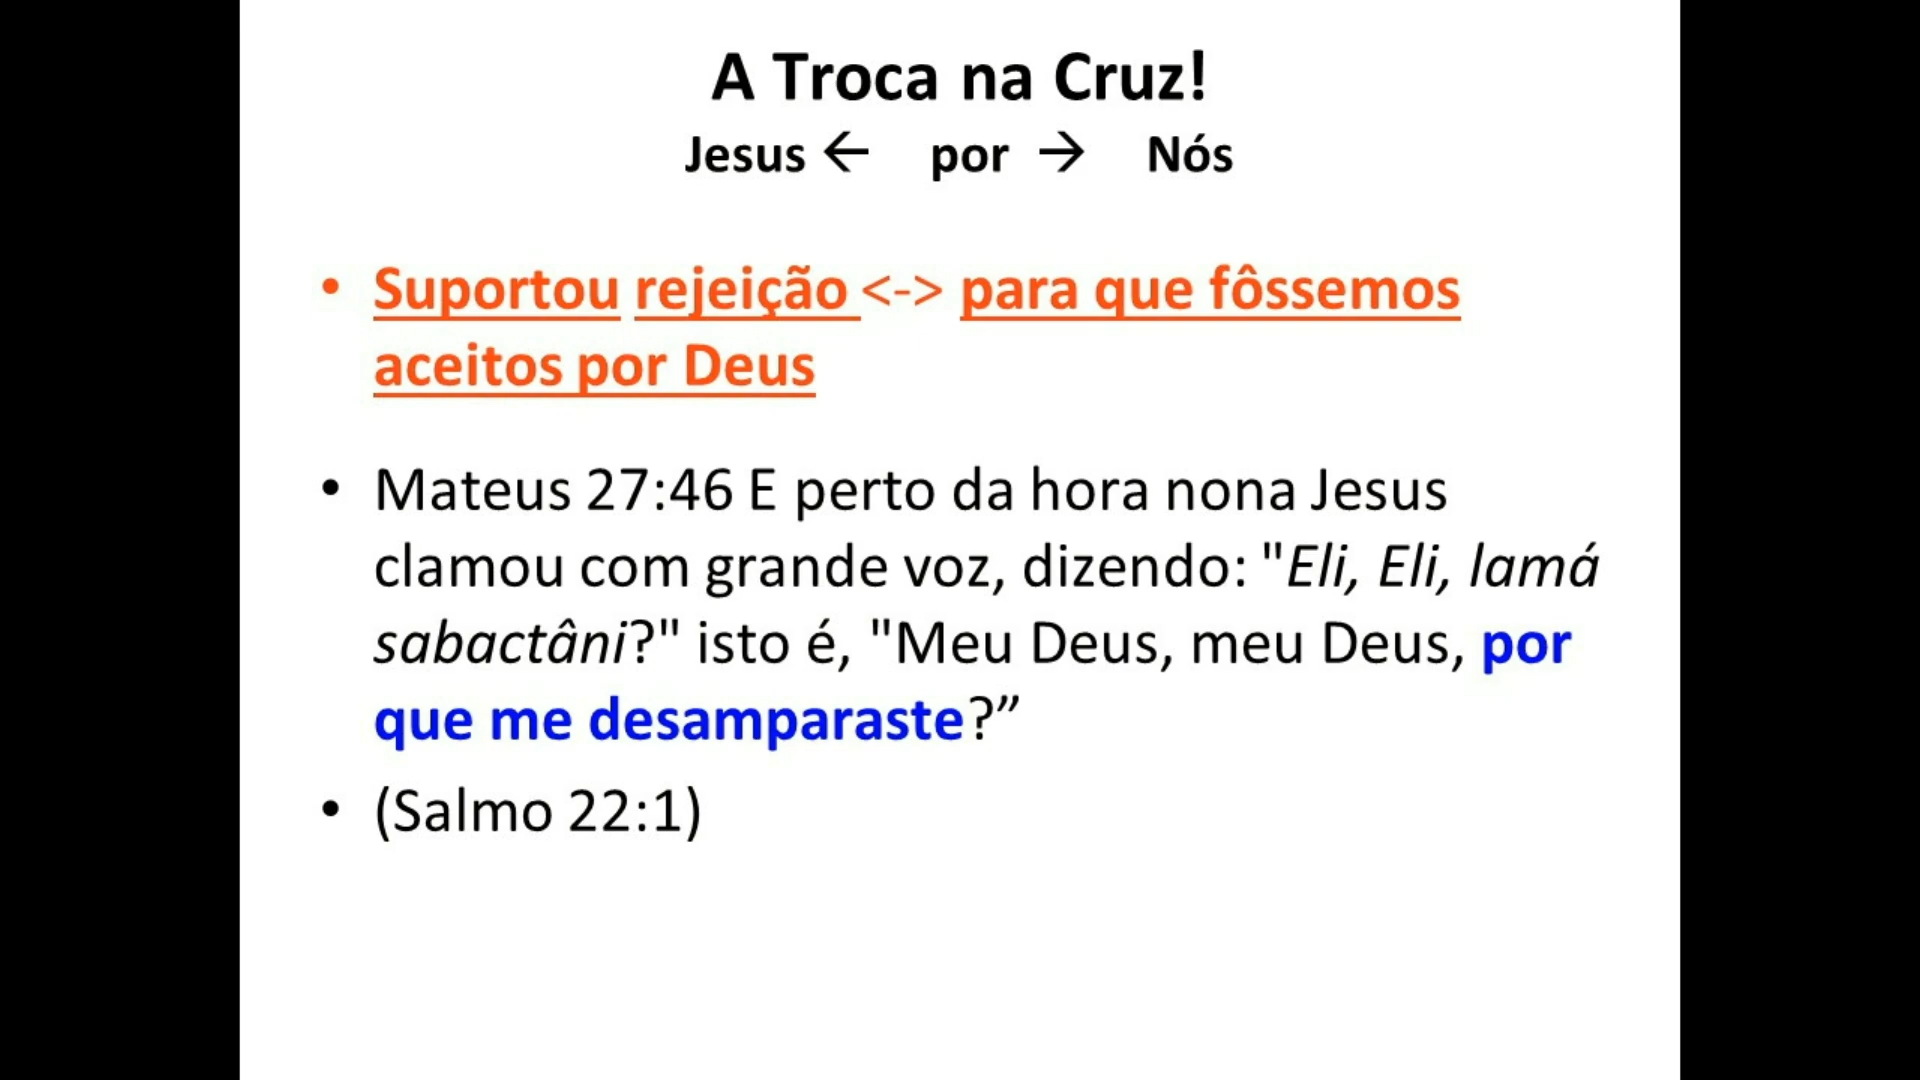 A Troca na Cruz!
Jesus ← por → Nós
• Suportou rejeição <-> para que fôssemos
aceitos por Deus
• Mateus 27:46 E perto da hora nona Jesus
clamou com grande voz, dizendo: "Eli, Eli, lamá
sabactâni?" isto é, "Meu Deus, meu Deus, por
que me desamparaste?”
• (Salmo 22:1)